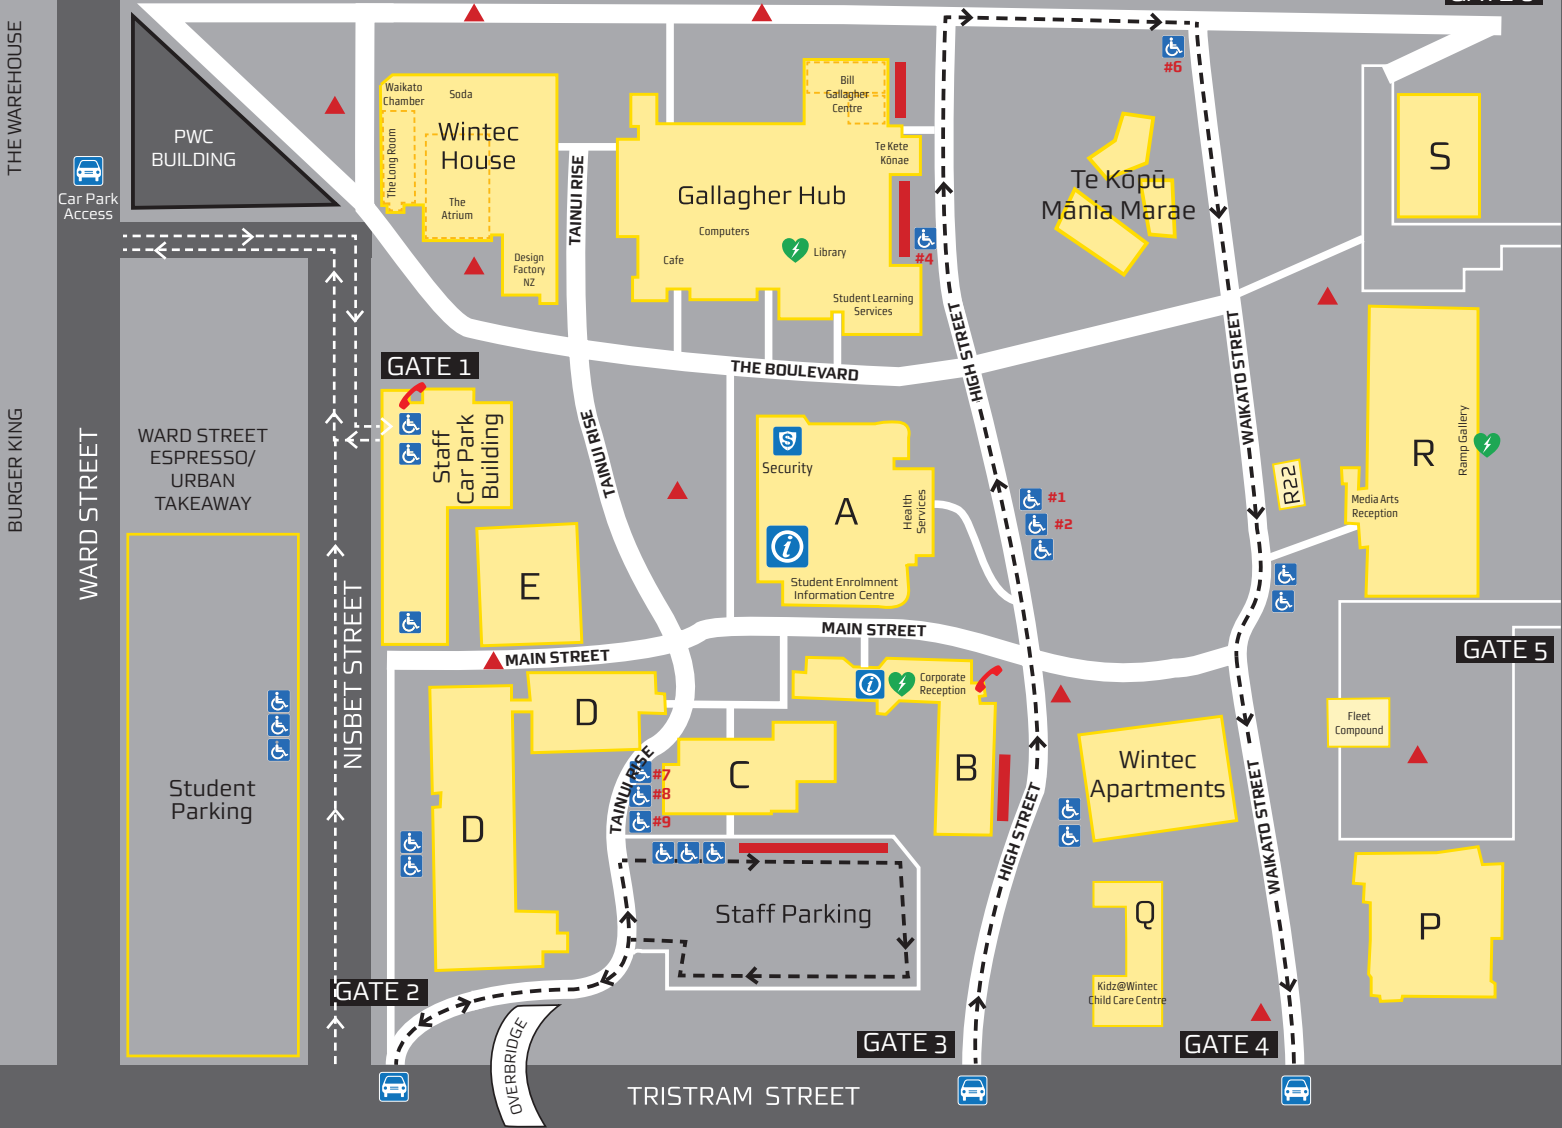 THE WAREHOUSE
Car Park
Access
PWC
BUILDING
Waikato
Chamber
Soda
Wintec
House
The Long Room
The
Atrium
Design
Factory
NZ
TAINUI RISE
Bill
Gallagher
Centre
Te Kete
Kōnae
Gallagher Hub
Computers
Cafe
Library
Student Learning
Services
#4
#6
Te Kōpū
Mānia Marae
S
GATE 1
THE BOULEVARD
HIGH STREET
WAIKATO STREET
BURGER KING
WARD STREET
WARD STREET
ESPRESSO/
URBAN
TAKEAWAY
Staff
Car Park
Building
TAINUI RISE
Security
A
Health
Services
Student Enrolmnent
Information Centre
#1
#2
R22
R
Ramp Gallery
Media Arts
Reception
E
NISBET STREET
MAIN STREET
MAIN STREET
GATE 5
D
Corporate
Reception
Fleet
Compound
Student
Parking
D
TAINUI RISE
#7
#8
#9
C
B
Wintec
Apartments
HIGH STREET
WAIKATO STREET
Staff Parking
Q
P
Kidz@Wintec
Child Care Centre
GATE 2
GATE 3
GATE 4
OVERBRIDGE
TRISTRAM STREET